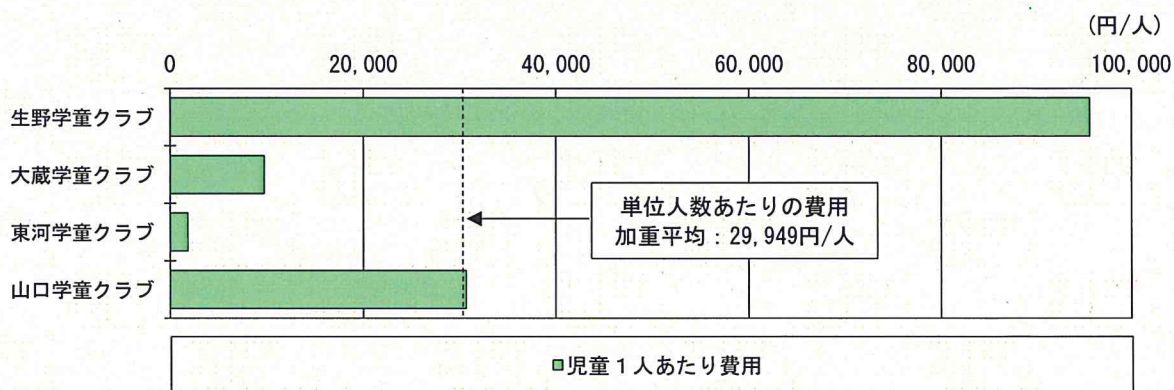 (円/人)
0 20,000 40,000 60,000 80,000 100,000
生野学童クラブ
大蔵学童クラブ
東河学童クラブ
山口学童クラブ
単位人数あたりの費用
加重平均：29,949円/人
児童１人あたり費用